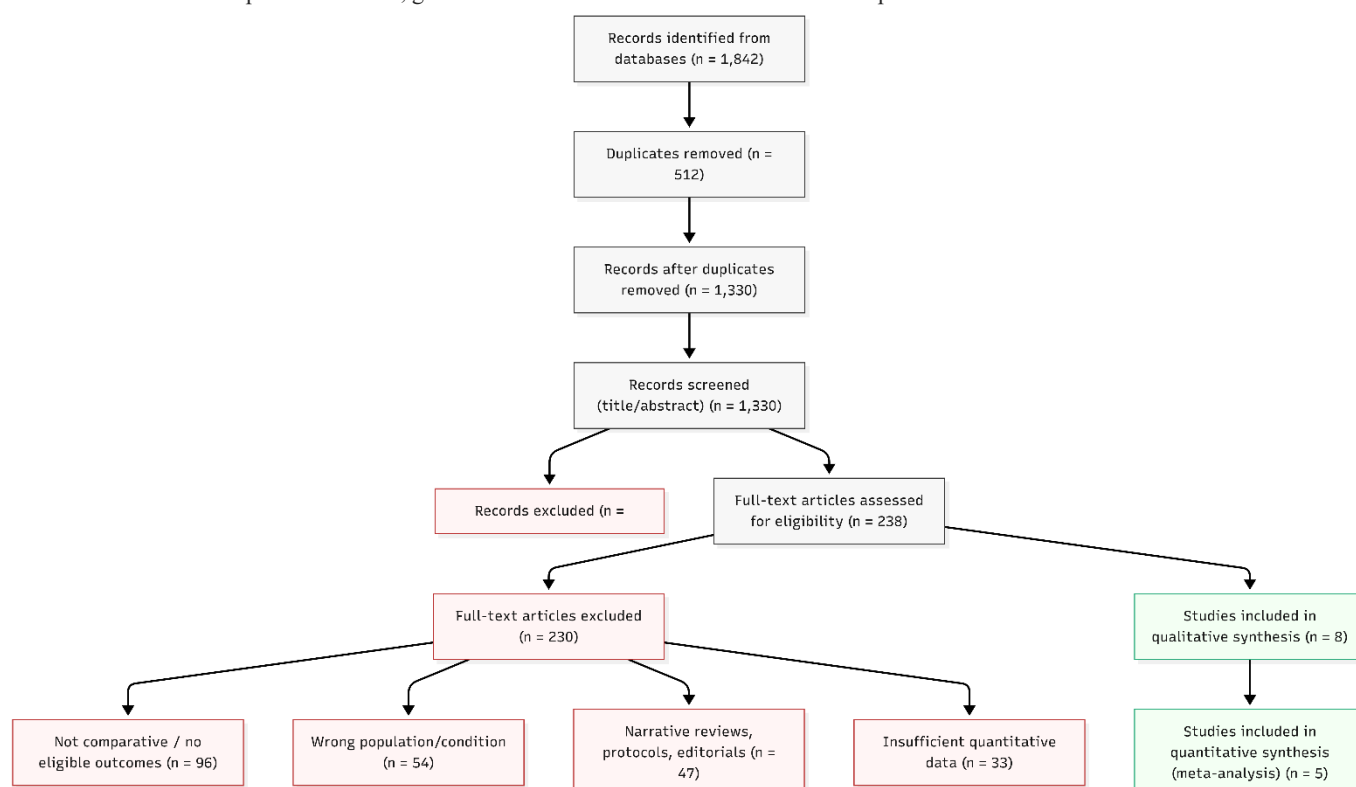 Records identified from
databases (n = 1,842)
Duplicates removed (n =
512)
Records after duplicates
removed (n = 1,330)
Records screened
(title/abstract) (n = 1,330)
Records excluded (n =
Full-text articles assessed
for eligibility (n = 238)
Full-text articles excluded
(n = 230)
Studies included in
qualitative synthesis (n = 8)
Not comparative / no
eligible outcomes (n = 96)
Wrong population/condition
(n = 54)
Narrative reviews,
protocols, editorials (n =
47)
Insufficient quantitative
data (n = 33)
Studies included in
quantitative synthesis
(meta-analysis) (n = 5)